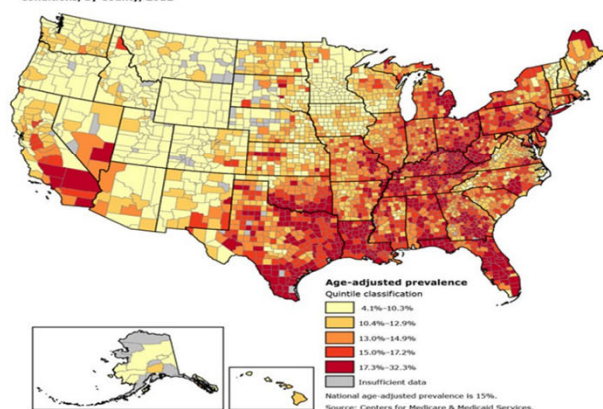 Age-adjusted prevalence
Quintile classification
4.1%–10.3%
10.4%–12.9%
13.0%–14.9%
15.0%–17.2%
17.3%–32.3%
Insufficient data
National age-adjusted prevalence is 15%.
Source: Centers for Medicare & Medicaid Services.